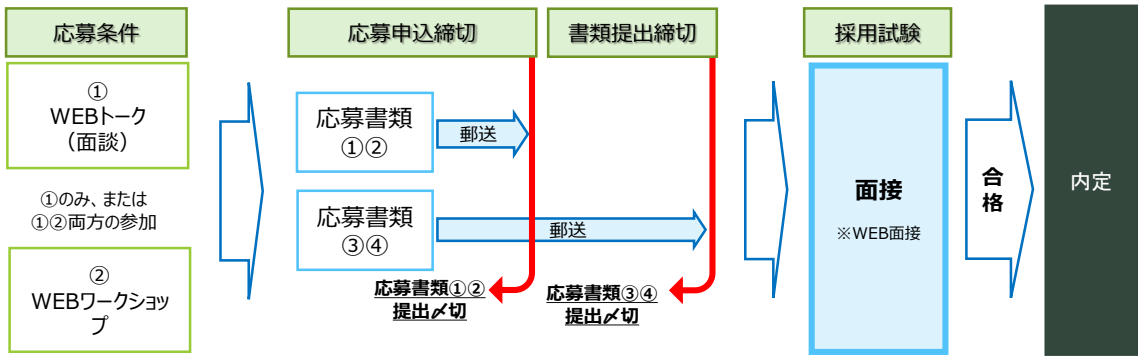 応募条件
①
WEBトーク
（面談）
①のみ、または
①②両方の参加
②
WEBワークショッ
プ
応募申込締切
書類提出締切
応募書類
①②
郵送
応募書類
③④
郵送
応募書類①②
提出〆切
応募書類③④
提出〆切
採用試験
面接
※WEB面接
合
格
内定